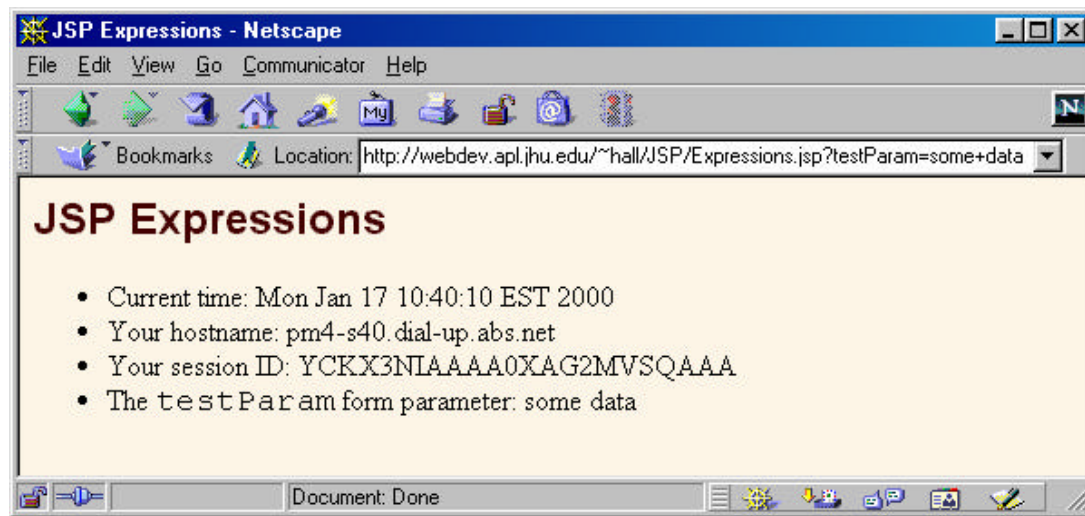 JSP Expressions - Netscape
File Edit View Go Communicator Help
My
N
Bookmarks Location: http://webdev.apl.jhu.edu/~hall/JSP/Expressions.jsp?testParam=some+data
JSP Expressions
• Current time: Mon Jan 17 10:40:10 EST 2000
• Your hostname: pm4-s40.dial-up.abs.net
• Your session ID: YCKX3NIAAAA0XAG2MVSQAAA
• The testParam form parameter: some data
Document: Done